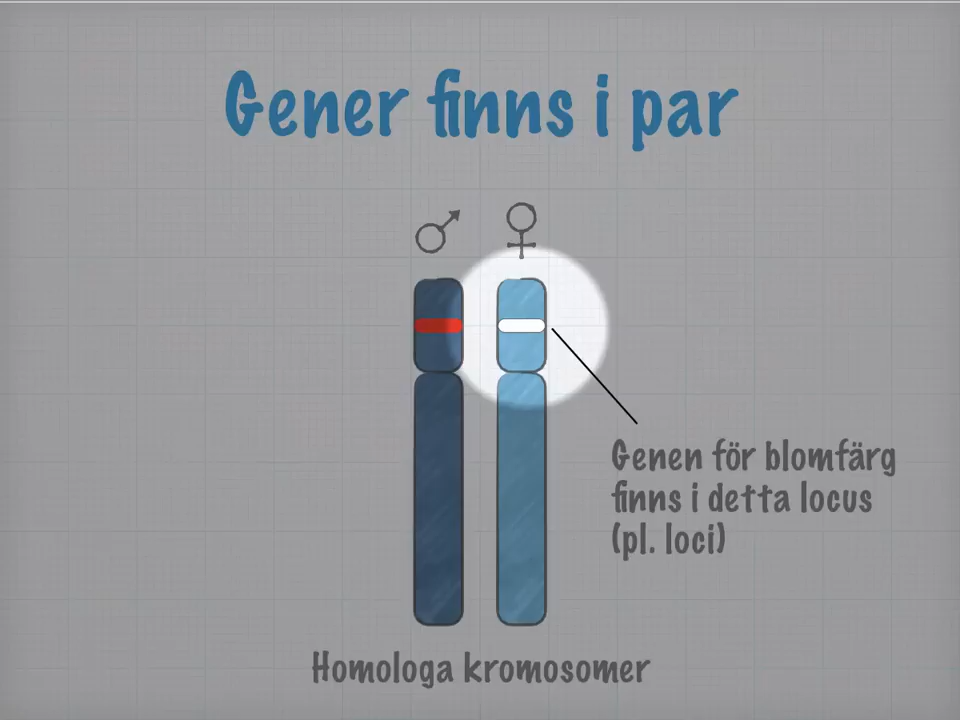 Gener finns i par
♂ ♀
Genen för blomfärg
finns i detta locus
(pl. loci)
Homologa kromosomer